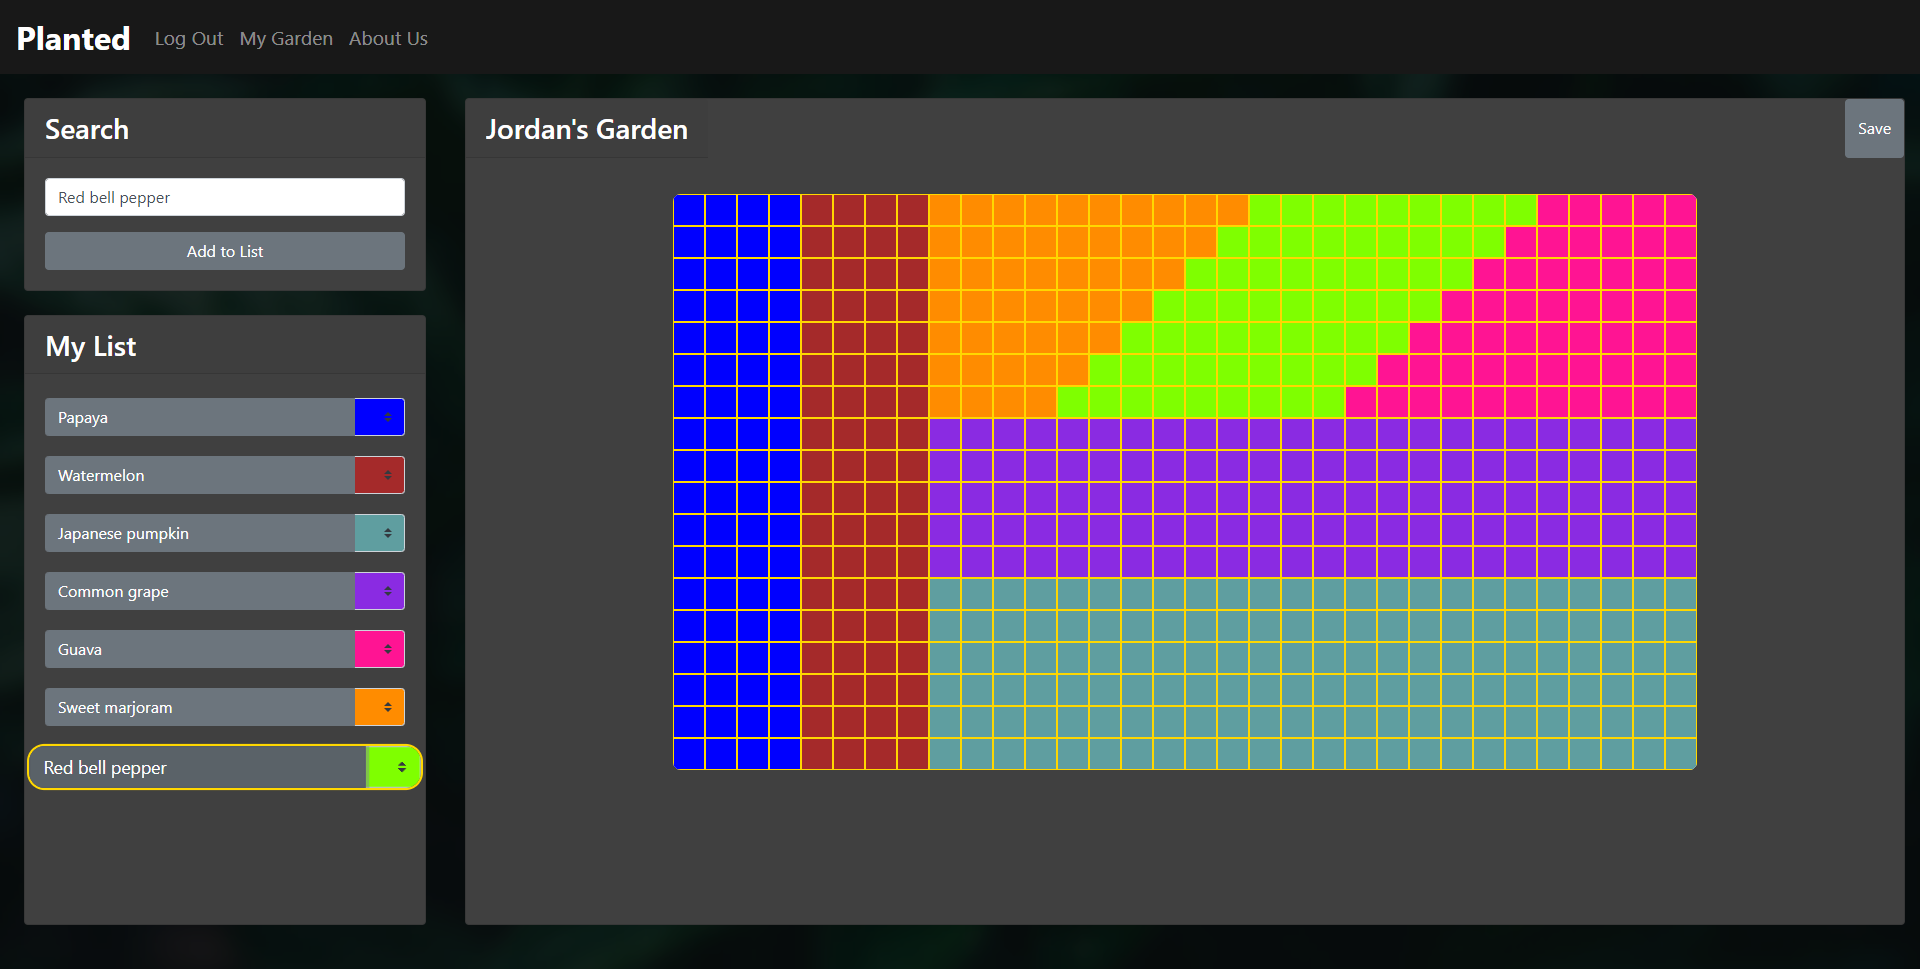 Planted Log Out My Garden About Us
Search
Red bell pepper
Add to List
My List
Papaya
Watermelon
Japanese pumpkin
Common grape
Guava
Sweet marjoram
Red bell pepper
Jordan's Garden
Save